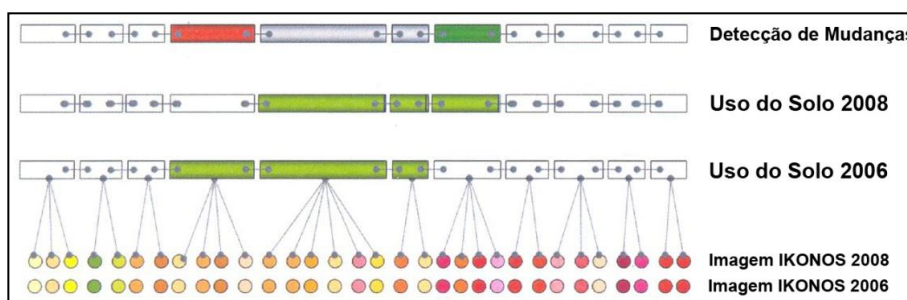 Detecção de Mudanças
Uso do Solo 2008
Uso do Solo 2006
Imagem IKONOS 2008
Imagem IKONOS 2006